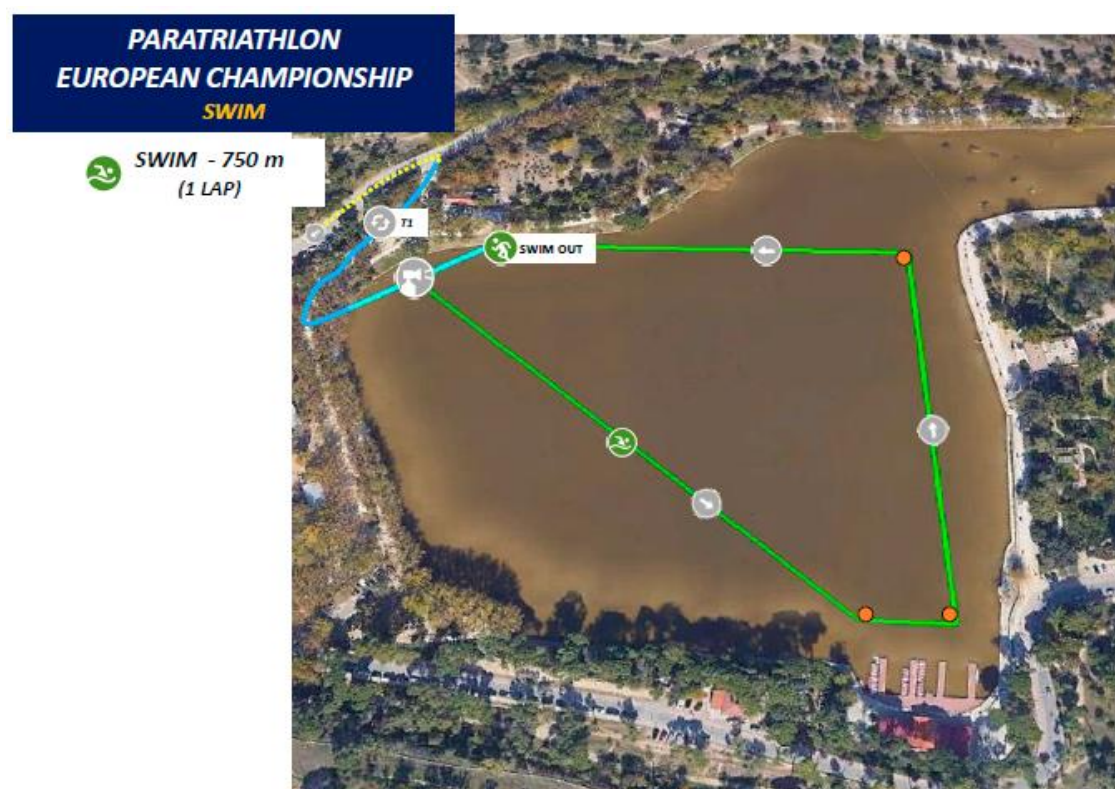 PARATRIATHLON
EUROPEAN CHAMPIONSHIP
SWIM
SWIM - 750 m
(1 LAP)
T1
SWIM OUT